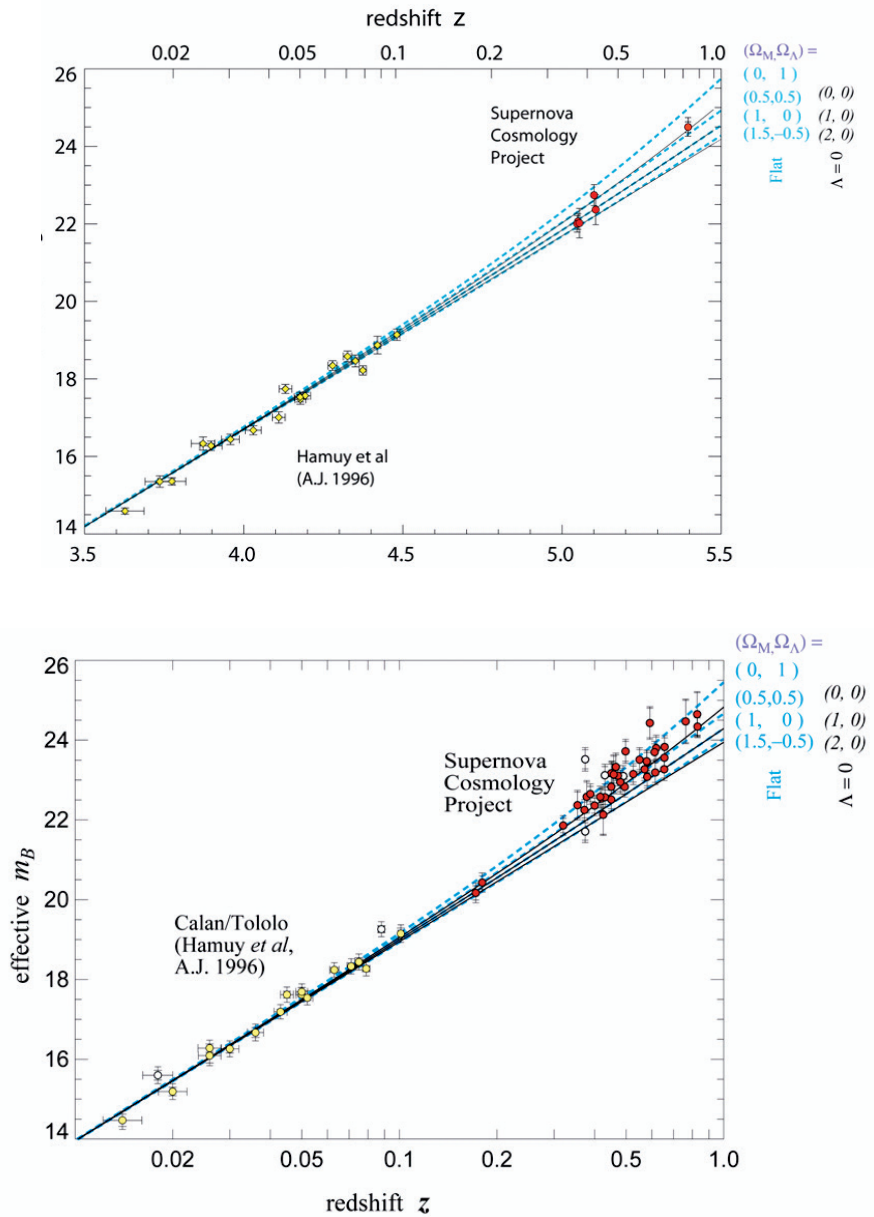 redshift z
0.02 0.05 0.1 0.2 0.5 1.0
(Ω_M,Ω_Λ) =
( 0, 1 )
(0.5,0.5) (0, 0)
( 1, 0 ) (1, 0)
(1.5,–0.5) (2, 0)
Flat
Λ = 0
26
24
22
20
18
16
14
Supernova
Cosmology
Project
Hamuy et al
(A.J. 1996)
3.5 4.0 4.5 5.0 5.5
(Ω_M,Ω_Λ) =
( 0, 1 )
(0.5,0.5) (0, 0)
( 1, 0 ) (1, 0)
(1.5,–0.5) (2, 0)
Flat
Λ = 0
26
24
22
20
18
16
14
effective m_B
Supernova
Cosmology
Project
Calan/Tololo
(Hamuy et al,
A.J. 1996)
0.02 0.05 0.1 0.2 0.5 1.0
redshift z